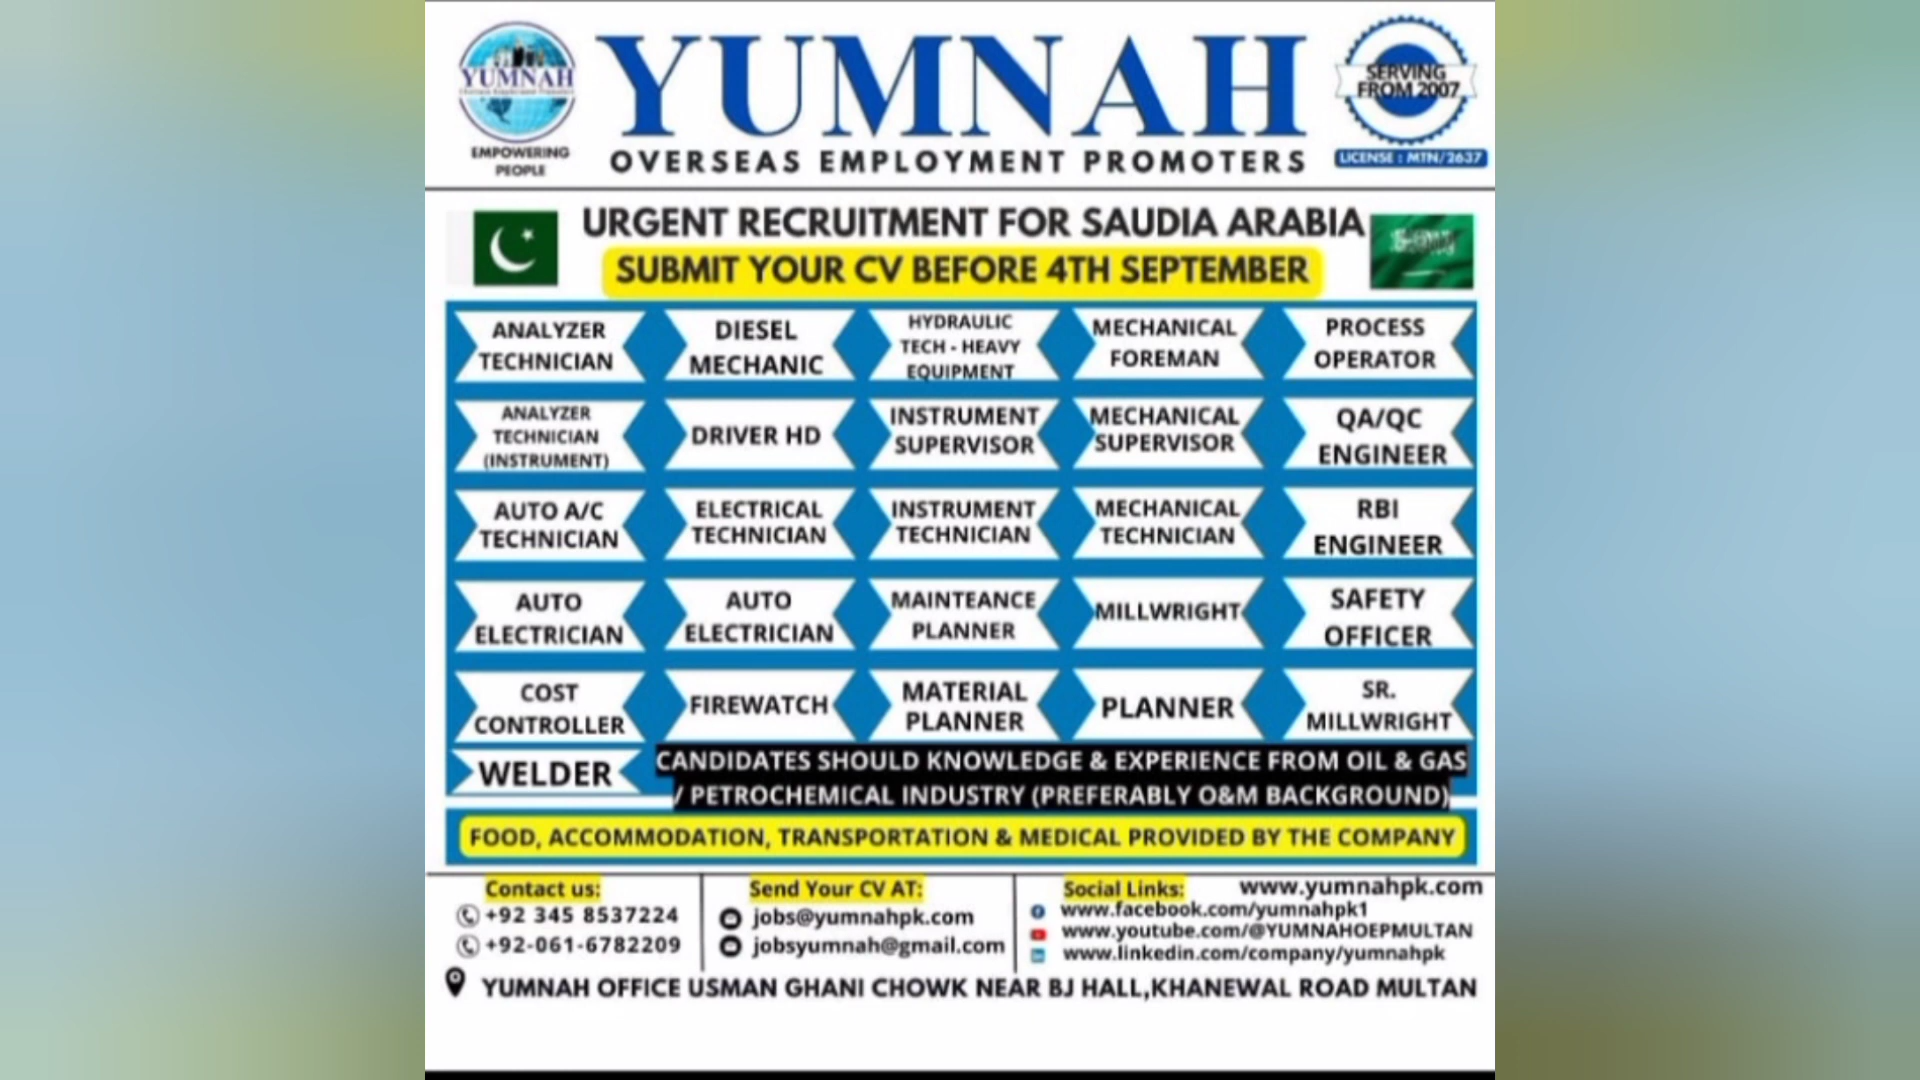 YUMNAH
EMPOWERING
PEOPLE
YUMNAH
OVERSEAS EMPLOYMENT PROMOTERS
SERVING
FROM 2007
LICENSE : MTN/2637
URGENT RECRUITMENT FOR SAUDIA ARABIA
SUBMIT YOUR CV BEFORE 4TH SEPTEMBER
ANALYZER
TECHNICIAN
DIESEL
MECHANIC
HYDRAULIC
TECH - HEAVY
EQUIPMENT
MECHANICAL
FOREMAN
PROCESS
OPERATOR
ANALYZER
TECHNICIAN
(INSTRUMENT)
DRIVER HD
INSTRUMENT
SUPERVISOR
MECHANICAL
SUPERVISOR
QA/QC
ENGINEER
AUTO A/C
TECHNICIAN
ELECTRICAL
TECHNICIAN
INSTRUMENT
TECHNICIAN
MECHANICAL
TECHNICIAN
RBI
ENGINEER
AUTO
ELECTRICIAN
AUTO
ELECTRICIAN
MAINTEANCE
PLANNER
MILLWRIGHT
SAFETY
OFFICER
COST
CONTROLLER
FIREWATCH
MATERIAL
PLANNER
PLANNER
SR.
MILLWRIGHT
WELDER
CANDIDATES SHOULD KNOWLEDGE & EXPERIENCE FROM OIL & GAS
/ PETROCHEMICAL INDUSTRY (PREFERABLY O&M BACKGROUND)
FOOD, ACCOMMODATION, TRANSPORTATION & MEDICAL PROVIDED BY THE COMPANY
Contact us:
+92 345 8537224
+92-061-6782209
Send Your CV AT:
jobs@yumnahpk.com
jobsyumnah@gmail.com
Social Links: www.yumnahpk.com
www.facebook.com/yumnahpk1
www.youtube.com/@YUMNAHOEPMULTAN
www.linkedin.com/company/yumnahpk
YUMNAH OFFICE USMAN GHANI CHOWK NEAR BJ HALL,KHANEWAL ROAD MULTAN